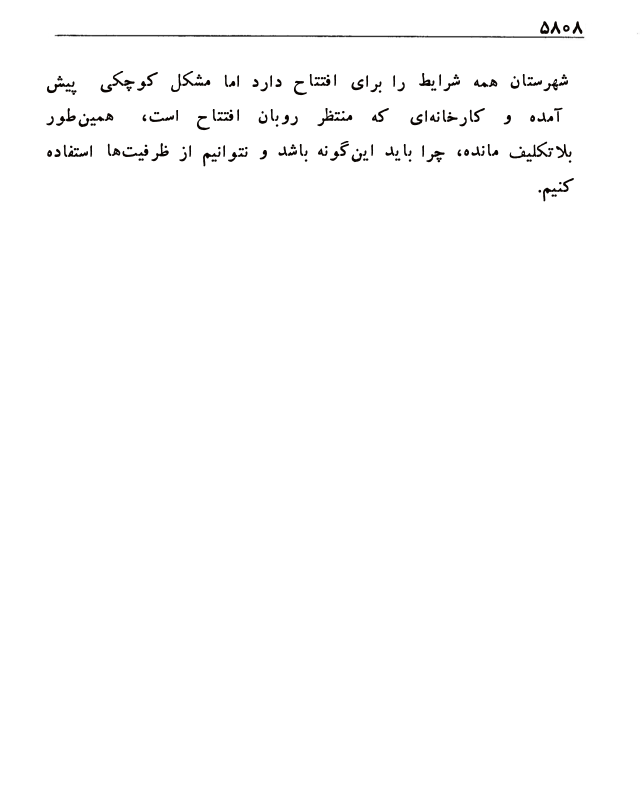 ۵۸۰۸
شهرستان همه شرایط را برای افتتاح دارد اما مشکل کوچکی پیش
آمده و کارخانه‌ای که منتظر روبان افتتاح است، همین‌طور
بلاتکلیف مانده، چرا باید این‌گونه باشد و نتوانیم از ظرفیت‌ها استفاده
کنیم.